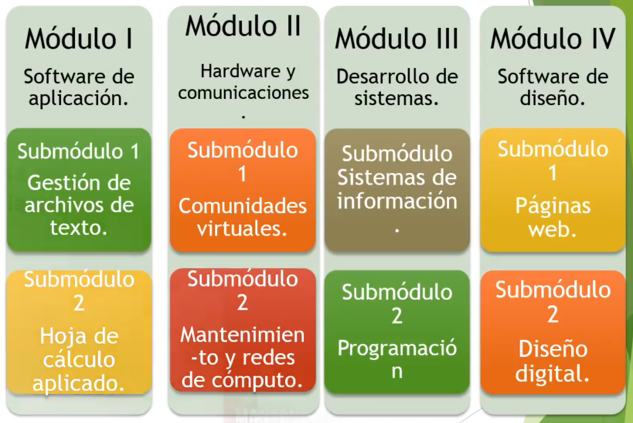 Módulo I
Software de
aplicación.
Submódulo 1
Gestión de
archivos de
texto.
Submódulo
2
Hoja de
cálculo
aplicado.
Módulo II
Hardware y
comunicaciones
.
Submódulo
1
Comunidades
virtuales.
Submódulo
2
Mantenimien
-to y redes
de cómputo.
Módulo III
Desarrollo de
sistemas.
Submódulo
Sistemas de
información
.
Submódulo
2
Programació
n
Módulo IV
Software de
diseño.
Submódulo
1
Páginas
web.
Submódulo
2
Diseño
digital.